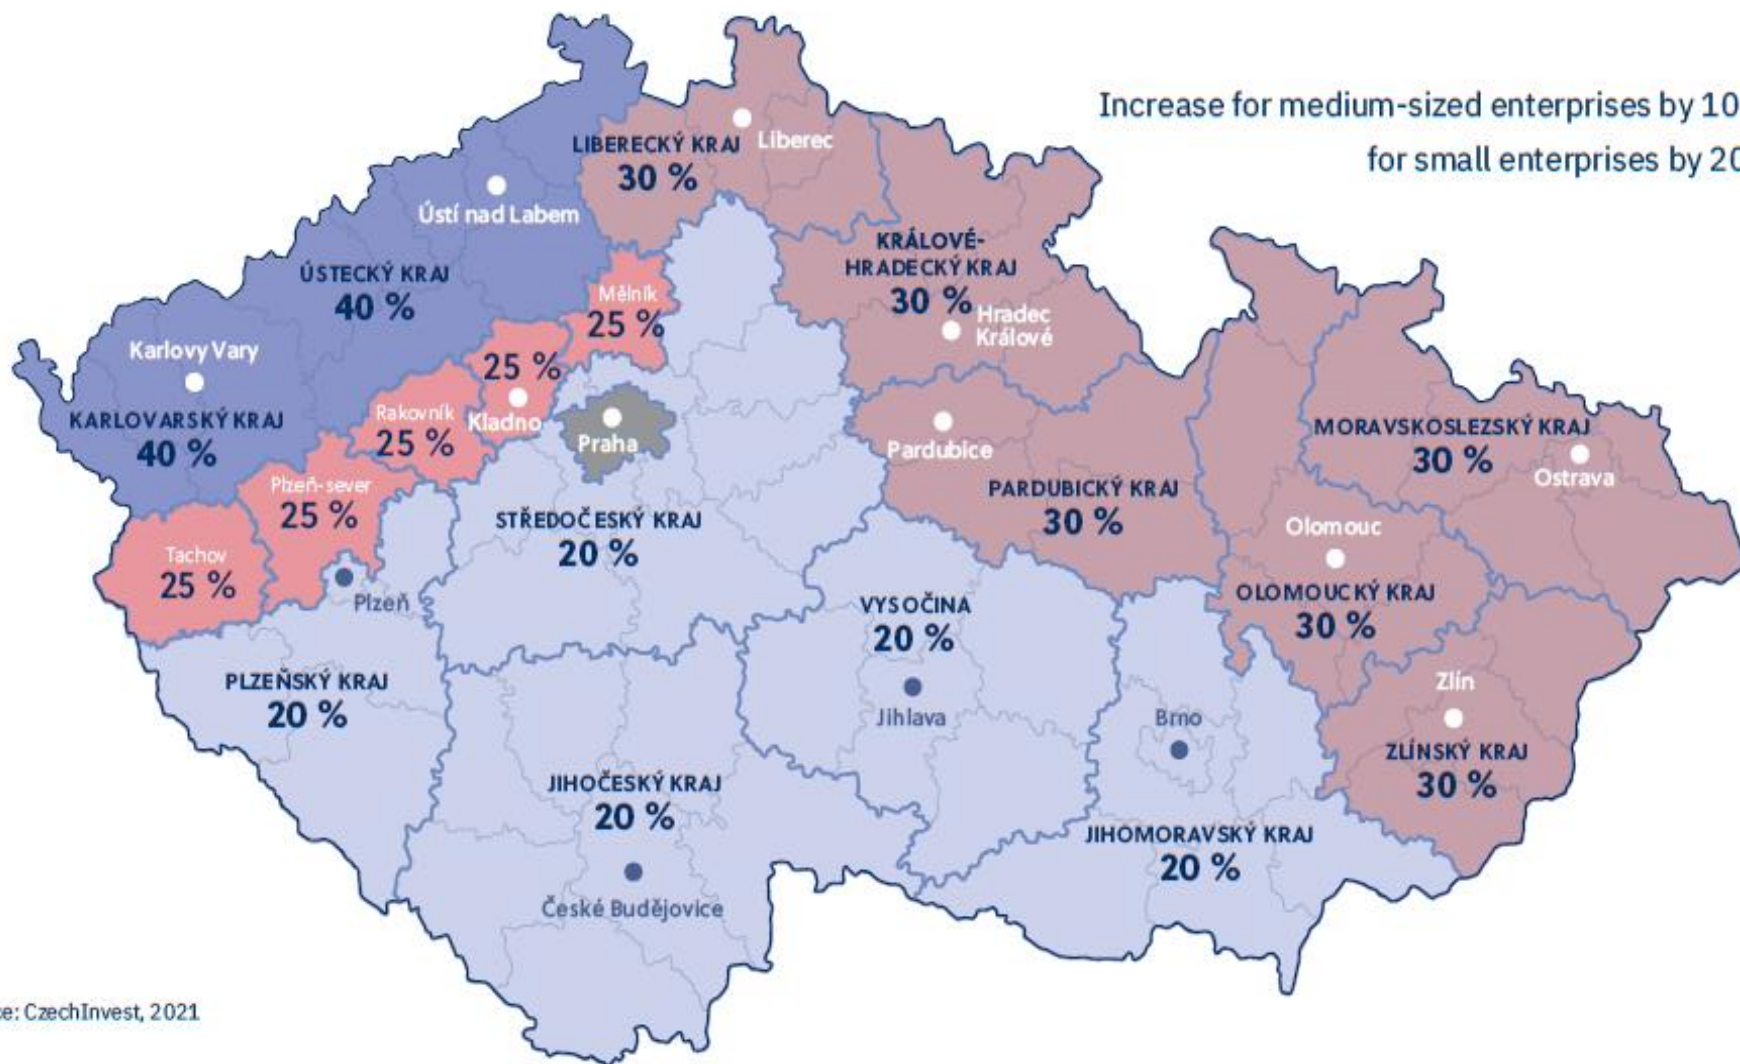 Increase for medium-sized enterprises by 10
for small enterprises by 20
LIBERECKÝ KRAJ
30 %
Liberec
Ústí nad Labem
ÚSTECKÝ KRAJ
40 %
KRÁLOVÉ-
HRADECKÝ KRAJ
30 %
Hradec
Králové
Mělník
25 %
Karlovy Vary
KARLOVARSKÝ KRAJ
40 %
25 %
Kladno
Rakovník
25 %
Praha
Pardubice
PARDUBICKÝ KRAJ
30 %
MORAVSKOSLEZSKÝ KRAJ
30 %
Ostrava
Plzeň-sever
25 %
STŘEDOČESKÝ KRAJ
20 %
Tachov
25 %
Plzeň
Olomouc
OLOMOUCKÝ KRAJ
30 %
VYSOČINA
20 %
Jihlava
PLZEŇSKÝ KRAJ
20 %
Brno
Zlín
ZLÍNSKÝ KRAJ
30 %
JIHOČESKÝ KRAJ
20 %
České Budějovice
JIHOMORAVSKÝ KRAJ
20 %
ce: CzechInvest, 2021